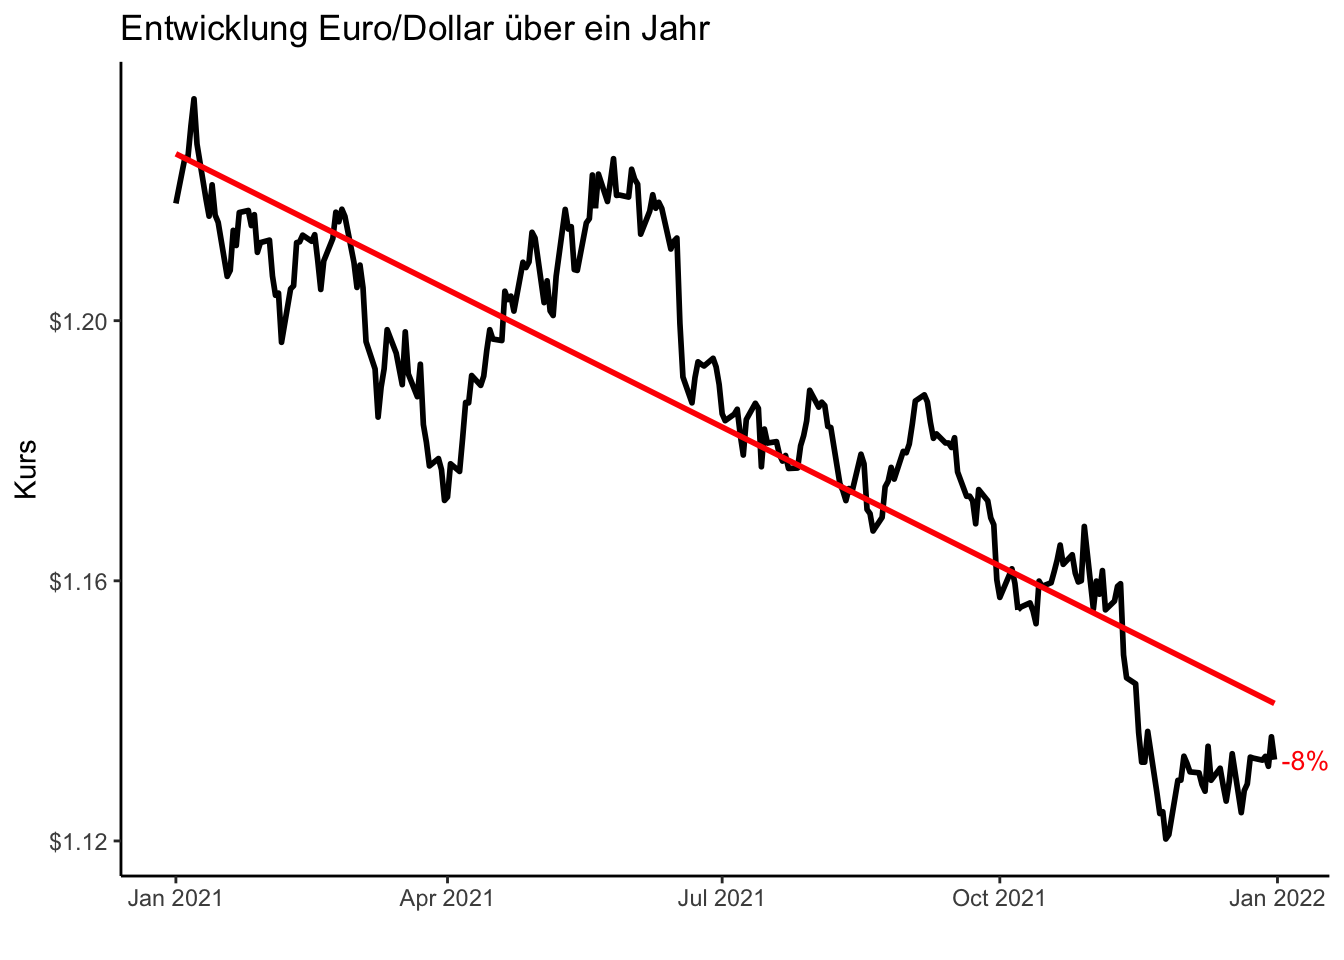 Entwicklung Euro/Dollar über ein Jahr
Kurs
$1.20
$1.16
$1.12
-8%
Jan 2021
Apr 2021
Jul 2021
Oct 2021
Jan 2022